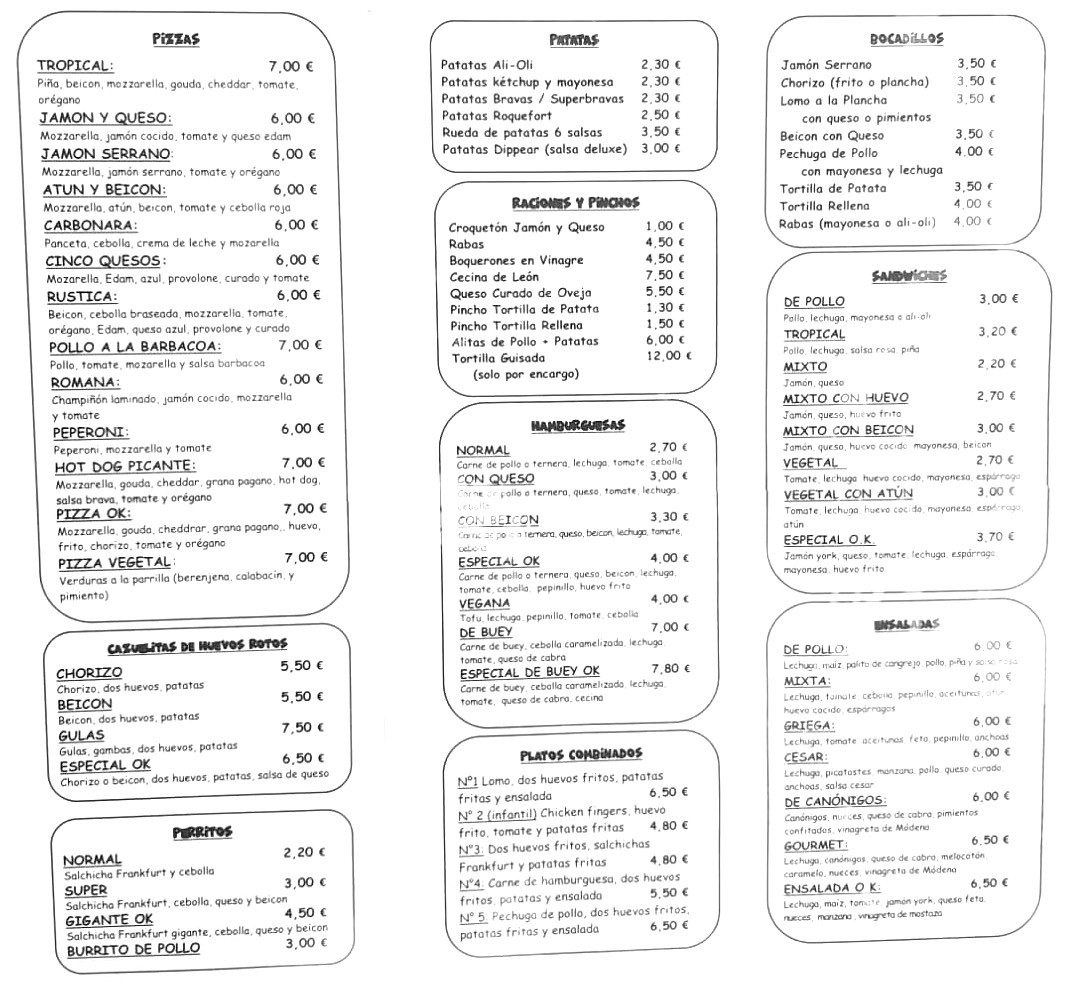 PIZZAS
TROPICAL: 7,00 €
Piña, beicon, mozzarella, gouda, cheddar, tomate,
orégano
JAMON Y QUESO: 6,00 €
Mozzarella, jamón cocido, tomate y queso edam
JAMON SERRANO: 6,00 €
Mozzarella, jamón serrano, tomate y orégano
ATUN Y BEICON: 6,00 €
Mozzarella, atún, beicon, tomate y cebolla roja
CARBONARA: 6,00 €
Panceta, cebolla, crema de leche y mozarella
CINCO QUESOS: 6,00 €
Mozarella, Edam, azul, provolone, curado y tomate
RUSTICA: 6,00 €
Beicon, cebolla braseada, mozzarella, tomate,
orégano, Edam, queso azul, provolone y curado
POLLO A LA BARBACOA: 7,00 €
Pollo, tomate, mozarella y salsa barbacoa
ROMANA: 6,00 €
Champiñón laminado, jamón cocido, mozzarella
y tomate
PEPERONI: 6,00 €
Peperoni, mozzarella y tomate
HOT DOG PICANTE: 7,00 €
Mozzarella, gouda, cheddar, grana pagano, hot dog,
salsa brava, tomate y orégano
PIZZA OK: 7,00 €
Mozzarella, gouda, cheddrar, grana pagano,, huevo,
frito, chorizo, tomate y orégano
PIZZA VEGETAL: 7,00 €
Verduras a la parrilla (berenjena, calabacin, y
pimiento)
CAZUELITAS DE HUEVOS ROTOS
CHORIZO 5,50 €
Chorizo, dos huevos, patatas
BEICON 5,50 €
Beicon, dos huevos, patatas
GULAS 7,50 €
Gulas, gambas, dos huevos, patatas
ESPECIAL OK 6,50 €
Chorizo o beicon, dos huevos, patatas, salsa de queso
PERRITOS
NORMAL 2,20 €
Salchicha Frankfurt y cebolla
SUPER 3,00 €
Salchicha Frankfurt, cebolla, queso y beicon
GIGANTE OK 4,50 €
Salchicha Frankfurt gigante, cebolla, queso y beicon
BURRITO DE POLLO 3,00 €
PATATAS
Patatas Ali-Oli 2,30 €
Patatas kétchup y mayonesa 2,30 €
Patatas Bravas / Superbravas 2,30 €
Patatas Roquefort 2,50 €
Rueda de patatas 6 salsas 3,50 €
Patatas Dippear (salsa deluxe) 3,00 €
RACIONES Y PINCHOS
Croquetón Jamón y Queso 1,00 €
Rabas 4,50 €
Boquerones en Vinagre 4,50 €
Cecina de León 7,50 €
Queso Curado de Oveja 5,50 €
Pincho Tortilla de Patata 1,30 €
Pincho Tortilla Rellena 1,50 €
Alitas de Pollo + Patatas 6,00 €
Tortilla Guisada 12,00 €
(solo por encargo)
HAMBURGUESAS
NORMAL 2,70 €
Carne de pollo o ternera, lechuga, tomate, cebolla
CON QUESO 3,00 €
Carne de pollo o ternera, queso, tomate, lechuga,
cebolla
CON BEICON 3,30 €
Carne de pollo o ternera, queso, beicon, lechuga, tomate,
cebolla
ESPECIAL OK 4,00 €
Carne de pollo o ternera, queso, beicon, lechuga,
tomate, cebolla, pepinillo, huevo frito
VEGANA 4,00 €
Tofu, lechuga, pepinillo, tomate, cebolla
DE BUEY 7,00 €
Carne de buey, cebolla caramelizada, lechuga,
tomate, queso de cabra
ESPECIAL DE BUEY OK 7,80 €
Carne de buey, cebolla caramelizada, lechuga,
tomate, queso de cabra, cecina
PLATOS COMBINADOS
Nº1 Lomo, dos huevos fritos, patatas
fritas y ensalada 6,50 €
Nº 2 (infantil) Chicken fingers, huevo
frito, tomate y patatas fritas 4,80 €
Nº3: Dos huevos fritos, salchichas
Frankfurt y patatas fritas 4,80 €
Nº4: Carne de hamburguesa, dos huevos
fritos, patatas y ensalada 5,50 €
Nº 5: Pechuga de pollo, dos huevos fritos,
patatas fritas y ensalada 6,50 €
BOCADILLOS
Jamón Serrano 3,50 €
Chorizo (frito o plancha) 3,50 €
Lomo a la Plancha 3,50 €
con queso o pimientos
Beicon con Queso 3,50 €
Pechuga de Pollo 4,00 €
con mayonesa y lechuga
Tortilla de Patata 3,50 €
Tortilla Rellena 4,00 €
Rabas (mayonesa o ali-oli) 4,00 €
SANDWICHES
DE POLLO 3,00 €
Pollo, lechuga, mayonesa o ali-oli
TROPICAL 3,20 €
Pollo, lechuga, salsa rosa, piña
MIXTO 2,20 €
Jamón, queso
MIXTO CON HUEVO 2,70 €
Jamón, queso, huevo frito
MIXTO CON BEICON 3,00 €
Jamón, queso, huevo cocido, mayonesa, beicon
VEGETAL 2,70 €
Tomate, lechuga huevo cocido, mayonesa, espárrago
VEGETAL CON ATÚN 3,00 €
Tomate, lechuga, huevo cocido, mayonesa, espárrago,
atún
ESPECIAL O.K. 3,70 €
Jamón york, queso, tomate, lechuga, espárrago,
mayonesa, huevo frito
ENSALADAS
DE POLLO: 6,00 €
Lechuga, maíz, palito de cangrejo, pollo, piña y salsa rosa
MIXTA: 6,00 €
Lechuga, tomate, cebolla, pepinillo, aceitunas, atún
huevo cocido, espárragos
GRIEGA: 6,00 €
Lechuga, tomate, aceitunas, feta, pepinillo, anchoas
CESAR: 6,00 €
Lechuga, picatostes, manzana, pollo, queso curado,
anchoas, salsa cesar
DE CANÓNIGOS: 6,00 €
Canónigos, nueces, queso de cabra, pimientos
confitados, vinagreta de Módena
GOURMET: 6,50 €
Lechuga, canónigos, queso de cabra, melocotón,
caramelo, nueces, vinagreta de Módena
ENSALADA O K: 6,50 €
Lechuga, maíz, tomate, jamón york, queso feta,
nueces, manzana, vinagreta de mostaza